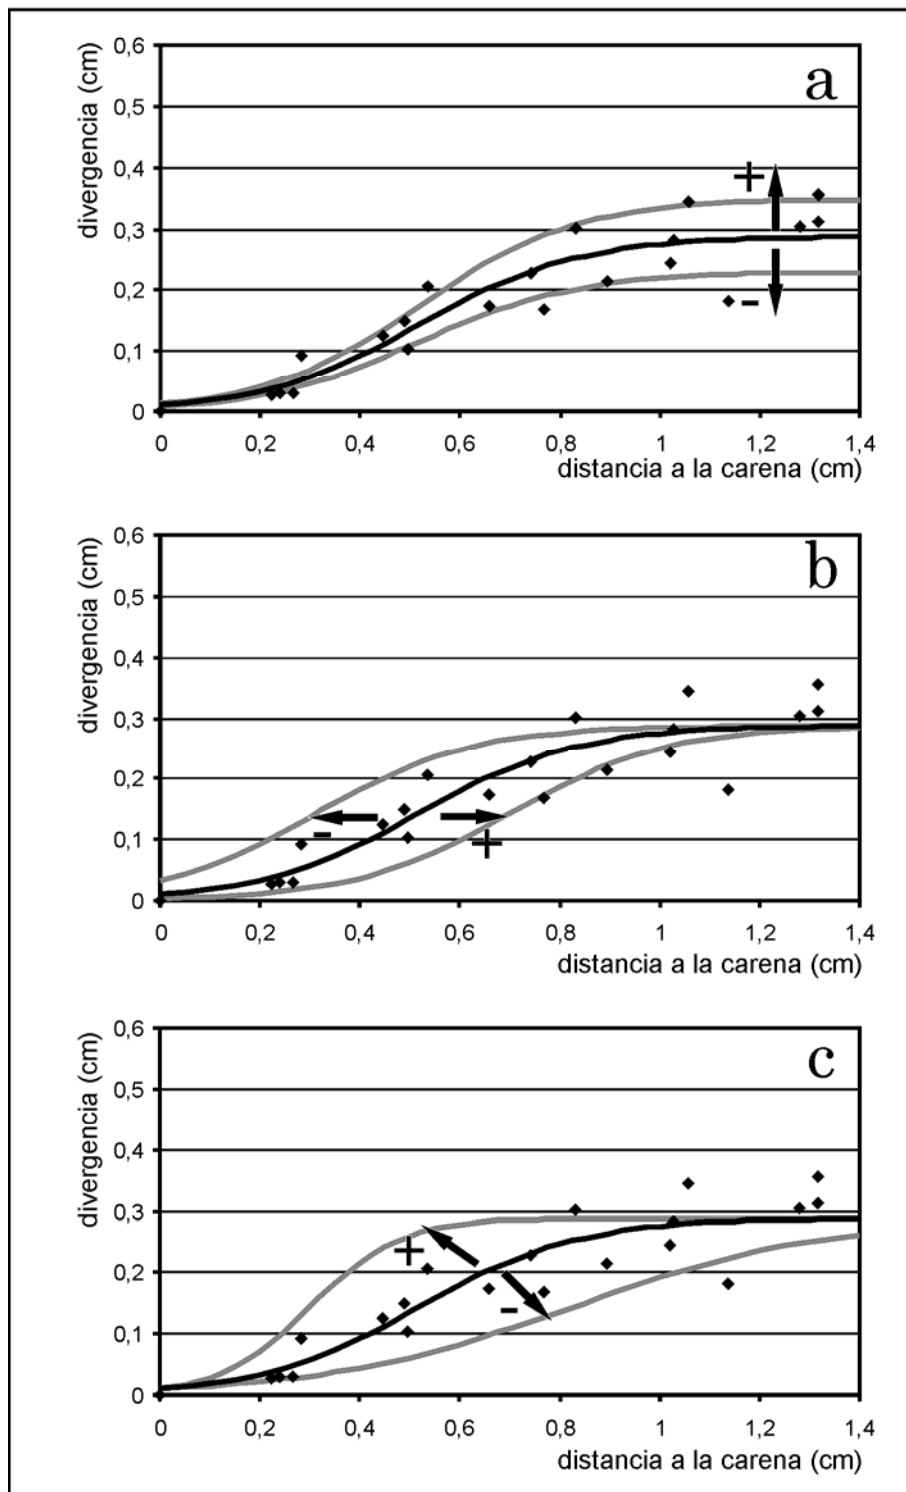 divergencia (cm)
0,6
0,5
0,4
0,3
0,2
0,1
0
a
+
-
0 0,2 0,4 0,6 0,8 1 1,2 1,4
distancia a la carena (cm)
divergencia (cm)
0,6
0,5
0,4
0,3
0,2
0,1
0
b
-
+
0 0,2 0,4 0,6 0,8 1 1,2 1,4
distancia a la carena (cm)
divergencia (cm)
0,6
0,5
0,4
0,3
0,2
0,1
0
c
+
-
0 0,2 0,4 0,6 0,8 1 1,2 1,4
distancia a la carena (cm)